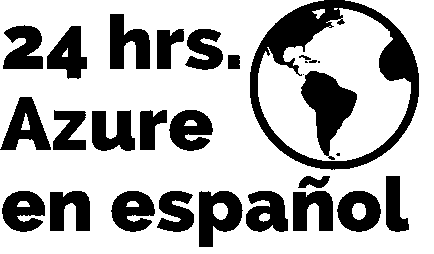 24 hrs.
Azure
en español